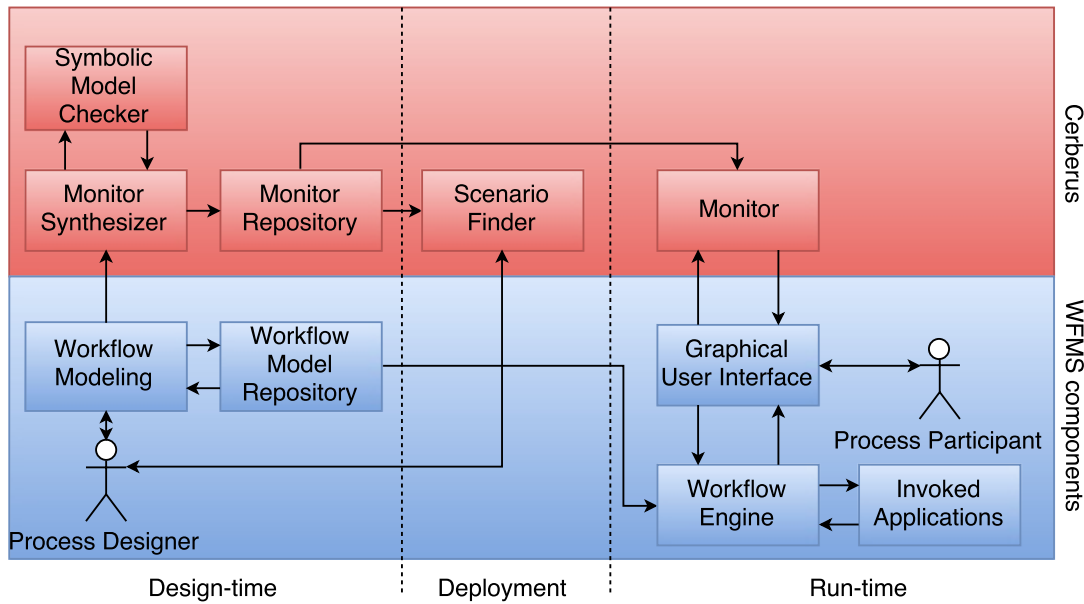 Symbolic
Model
Checker
Monitor
Synthesizer
Monitor
Repository
Scenario
Finder
Monitor
Cerberus
Workflow
Modeling
Workflow
Model
Repository
Graphical
User Interface
Process Participant
WFMS components
Workflow
Engine
Invoked
Applications
Process Designer
Design-time
Deployment
Run-time